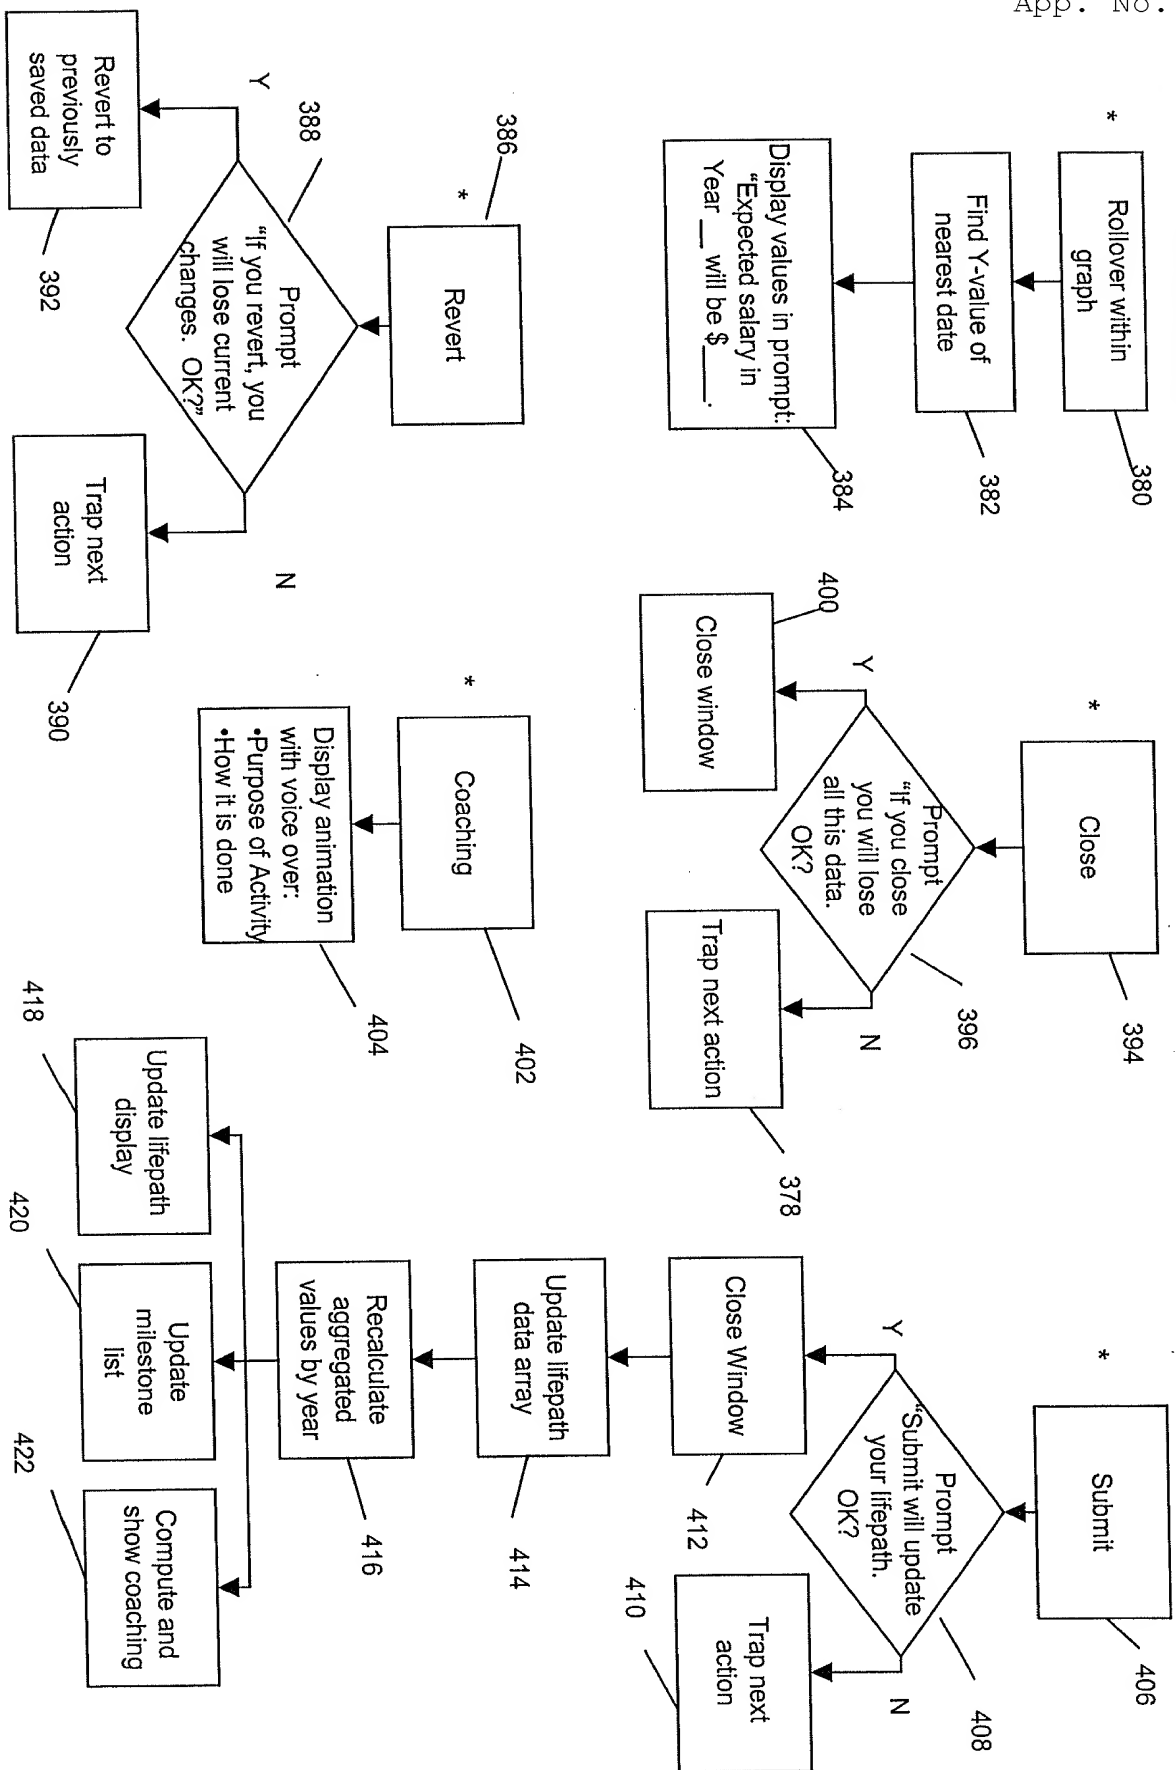 App. No.
*
Rollover within
graph
380
Find Y-value of
nearest date
382
Display values in prompt:
“Expected salary in
Year __ will be $____.
384
*
Close
394
Prompt
“If you close
you will lose
all this data.
OK?
396
Y
Close window
400
N
Trap next action
378
*
Submit
406
Prompt
“Submit will update
your lifepath.
OK?
408
Y
N
Close Window
412
Trap next
action
410
Update lifepath
data array
414
Recalculate
aggregated
values by year
416
Update lifepath
display
418
Update
milestone
list
420
Compute and
show coaching
422
*
Revert
386
Prompt
“If you revert, you
will lose current
changes. OK?”
388
Y
Revert to
previously
saved data
392
N
Trap next
action
390
*
Coaching
402
Display animation
with voice over:
•Purpose of Activity
•How it is done
404